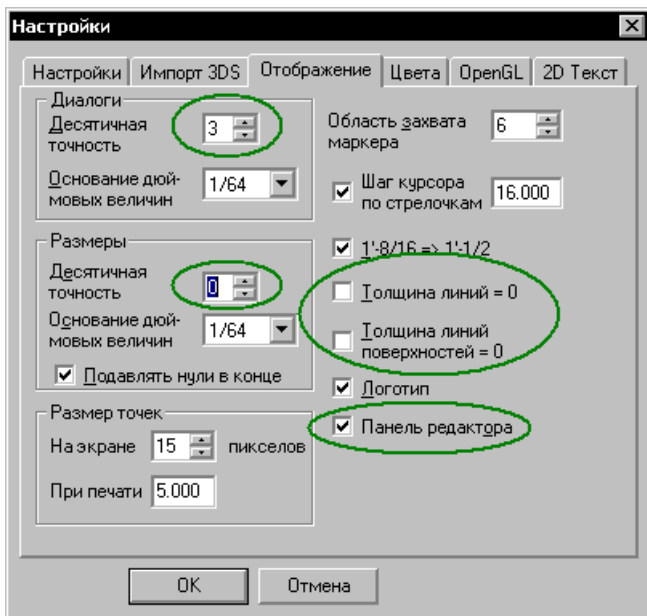 Настройки
Настройки Импорт 3DS Отображение Цвета OpenGL 2D Текст
Диалоги
Десятичная
точность
3
Основание дюй-
мовых величин
1/64
Размеры
Десятичная
точность
0
Основание дюй-
мовых величин
1/64
Подавлять нули в конце
Размер точек
На экране 15 пикселов
При печати 5.000
Область захвата
маркера
6
Шаг курсора
по стрелочкам
16.000
1'-8/16 => 1'-1/2
Толщина линий = 0
Толщина линий
поверхностей = 0
Логотип
Панель редактора
OK Отмена